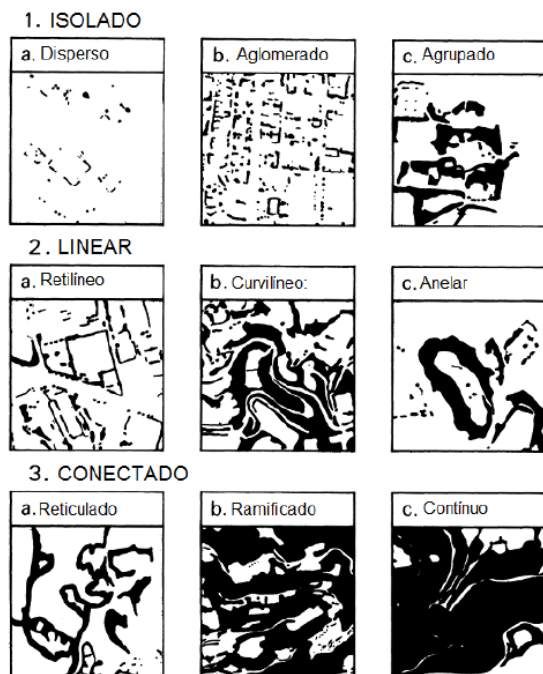 1. ISOLADO
a. Disperso
b. Aglomerado
c. Agrupado
2. LINEAR
a. Retilíneo
b. Curvilíneo:
c. Anelar
3. CONECTADO
a. Reticulado
b. Ramificado
c. Contínuo